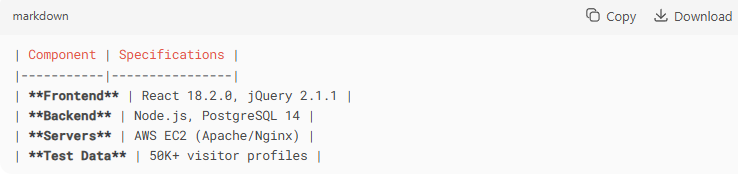 markdown Copy Download
| Component | Specifications |
|-----------|----------------|
| **Frontend** | React 18.2.0, jQuery 2.1.1 |
| **Backend** | Node.js, PostgreSQL 14 |
| **Servers** | AWS EC2 (Apache/Nginx) |
| **Test Data** | 50K+ visitor profiles |